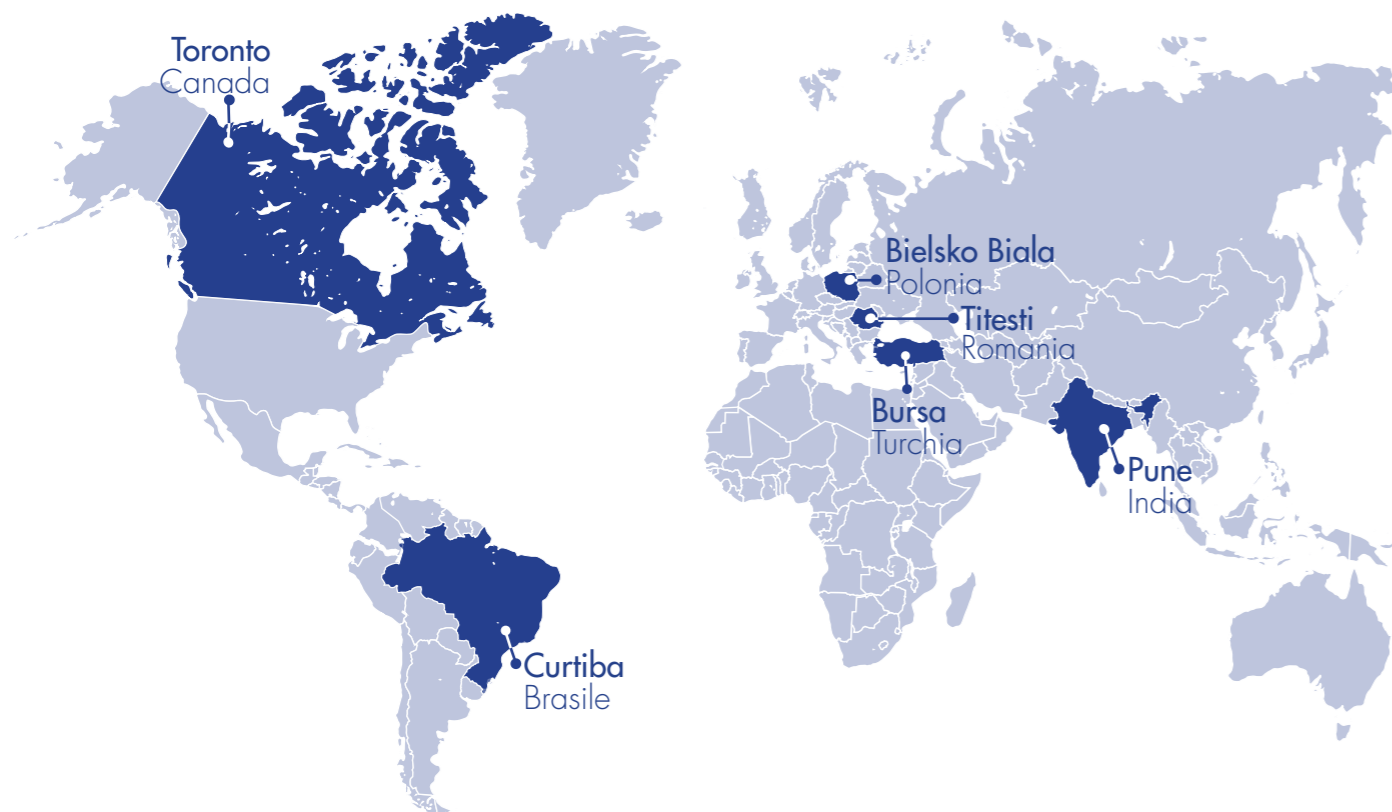 Toronto
Canada
Bielsko Biala
Polonia
Titesti
Romania
Bursa
Turchia
Pune
India
Curtiba
Brasile